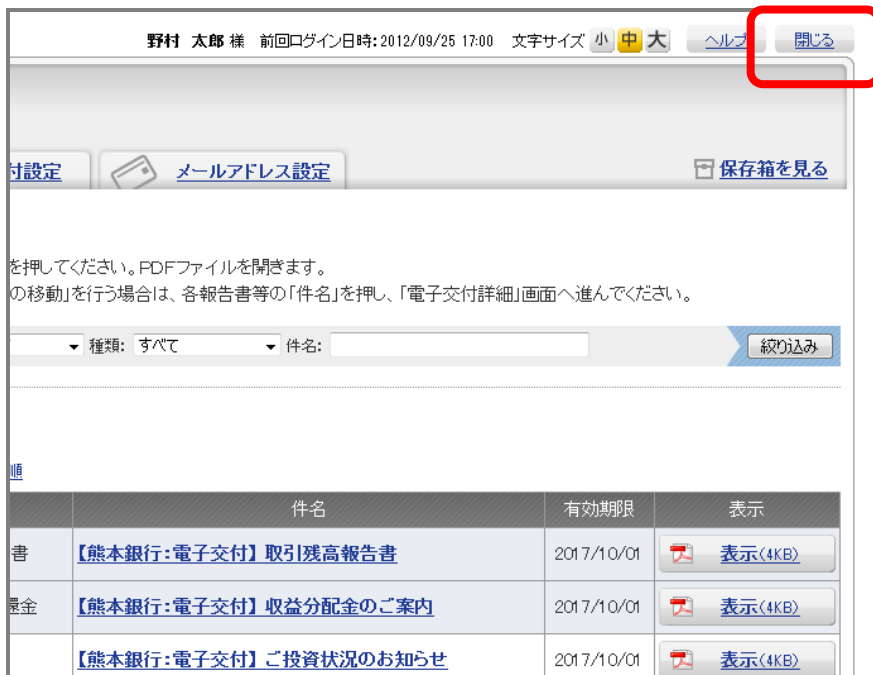 野村 太郎 様 前回ログイン日時:2012/09/25 17:00 文字サイズ 小 中 大 ヘルプ 閉じる
付設定 メールアドレス設定 保存箱を見る
を押してください。PDFファイルを開きます。
の移動」を行う場合は、各報告書等の「件名」を押し、「電子交付詳細」画面へ進んでください。
種類: すべて 件名: 絞り込み
順
件名 有効期限 表示
書 【熊本銀行:電子交付】取引残高報告書 2017/10/01 表示(4KB)
還金 【熊本銀行:電子交付】収益分配金のご案内 2017/10/01 表示(4KB)
【熊本銀行:電子交付】ご投資状況のお知らせ 2017/10/01 表示(4KB)